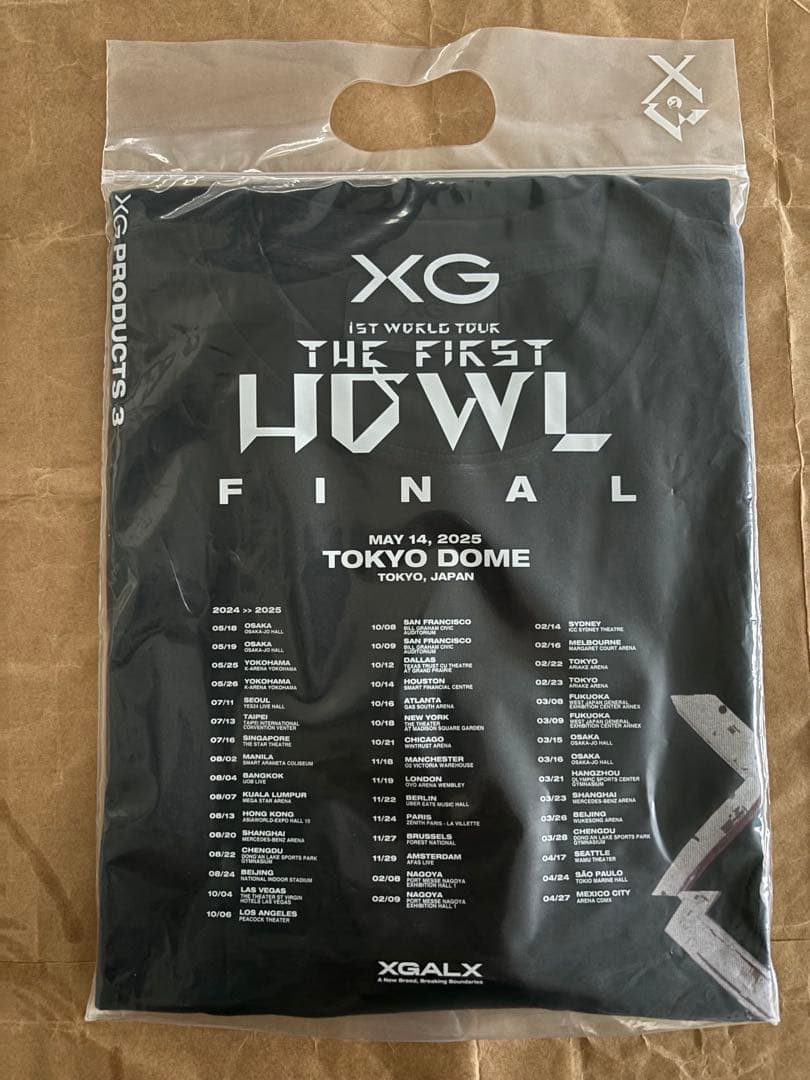 XG PRODUCTS 3
XG
1ST WORLD TOUR
THE FIRST
HOWL
FINAL
MAY 14, 2025
TOKYO DOME
TOKYO, JAPAN
2024 >> 2025
05/18 OSAKA
OSAKA-JO HALL
05/19 OSAKA
OSAKA-JO HALL
05/25 YOKOHAMA
K-ARENA YOKOHAMA
05/26 YOKOHAMA
K-ARENA YOKOHAMA
07/11 SEOUL
YES24 LIVE HALL
07/13 TAIPEI
TAIPEI INTERNATIONAL
CONVENTION VENTER
07/16 SINGAPORE
THE STAR THEATRE
08/02 MANILA
SMART ARANETA COLISEUM
08/04 BANGKOK
UOB LIVE
08/07 KUALA LUMPUR
MEGA STAR ARENA
08/13 HONG KONG
ASIAWORLD-EXPO HALL 10
08/20 SHANGHAI
MERCEDES-BENZ ARENA
08/22 CHENGDU
DONG'AN LAKE SPORTS PARK
GYMNASIUM
08/24 BEIJING
NATIONAL INDOOR STADIUM
10/04 LAS VEGAS
THE THEATER ST VIRGIN
HOTELS LAS VEGAS
10/06 LOS ANGELES
PEACOCK THEATER
10/08 SAN FRANCISCO
BILL GRAHAM CIVIC
AUDITORIUM
10/09 SAN FRANCISCO
BILL GRAHAM CIVIC
AUDITORIUM
10/12 DALLAS
TEXAS TRUST CU THEATRE
AT GRAND PRAIRIE
10/14 HOUSTON
SMART FINANCIAL CENTRE
10/16 ATLANTA
GAS SOUTH ARENA
10/18 NEW YORK
THE THEATER
AT MADISON SQUARE GARDEN
10/21 CHICAGO
WINTRUST ARENA
11/18 MANCHESTER
O2 VICTORIA WAREHOUSE
11/19 LONDON
OVO ARENA WEMBLEY
11/22 BERLIN
UBER EATS MUSIC HALL
11/24 PARIS
ZÉNITH PARIS - LA VILLETTE
11/27 BRUSSELS
FOREST NATIONAL
11/29 AMSTERDAM
AFAS LIVE
02/08 NAGOYA
PORT MESSE NAGOYA
EXHIBITION HALL 1
02/09 NAGOYA
PORT MESSE NAGOYA
EXHIBITION HALL 1
02/14 SYDNEY
ICC SYDNEY THEATRE
02/16 MELBOURNE
MARGARET COURT ARENA
02/22 TOKYO
ARIAKE ARENA
02/23 TOKYO
ARIAKE ARENA
03/08 FUKUOKA
WEST JAPAN GENERAL
EXHIBITION CENTER ANNEX
03/09 FUKUOKA
WEST JAPAN GENERAL
EXHIBITION CENTER ANNEX
03/15 OSAKA
OSAKA-JO HALL
03/16 OSAKA
OSAKA-JO HALL
03/21 HANGZHOU
OLYMPIC SPORTS CENTER
GYMNASIUM
03/23 SHANGHAI
MERCEDES-BENZ ARENA
03/26 BEIJING
WUKESONG ARENA
03/28 CHENGDU
DONG'AN LAKE SPORTS PARK
GYMNASIUM
04/17 SEATTLE
WAMU THEATER
04/24 SÃO PAULO
TOKIO MARINE HALL
04/27 MEXICO CITY
ARENA CDMX
XGALX
A New Breed, Breaking Boundaries